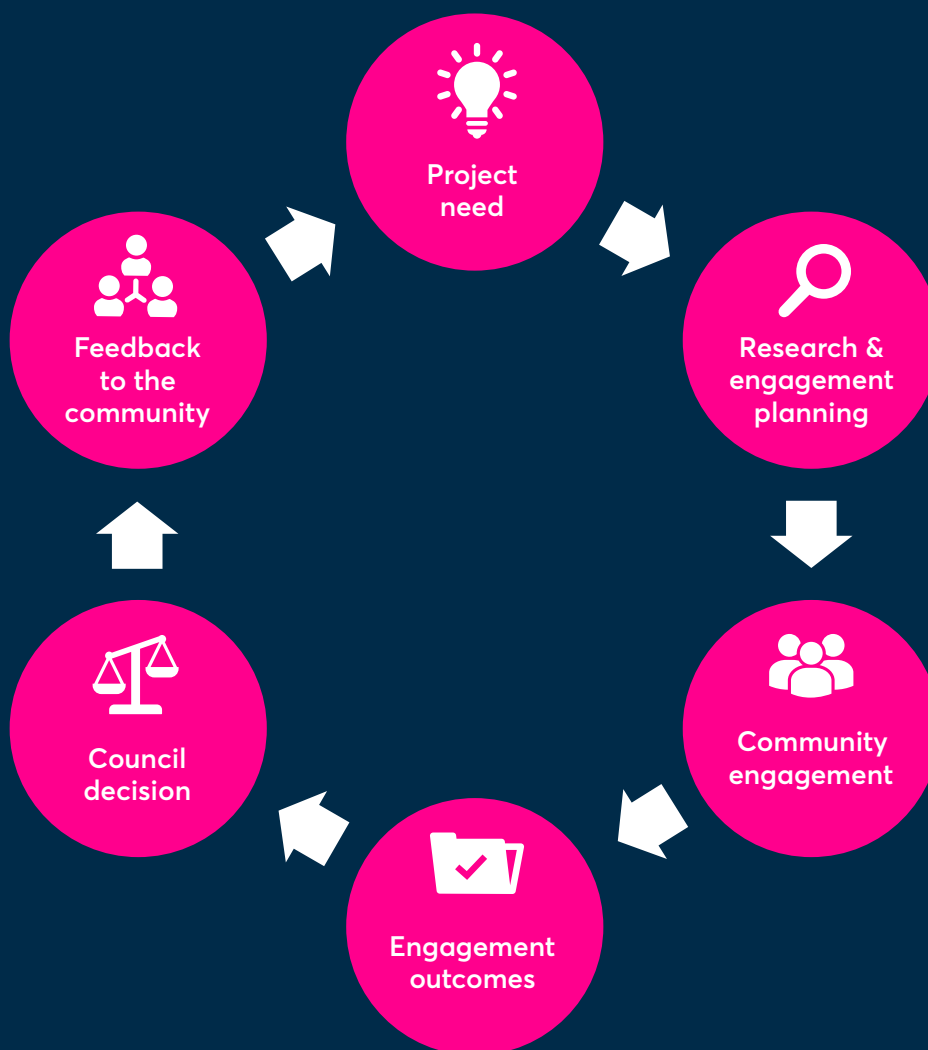 Project
need
Research &
engagement
planning
Community
engagement
Engagement
outcomes
Council
decision
Feedback
to the
community